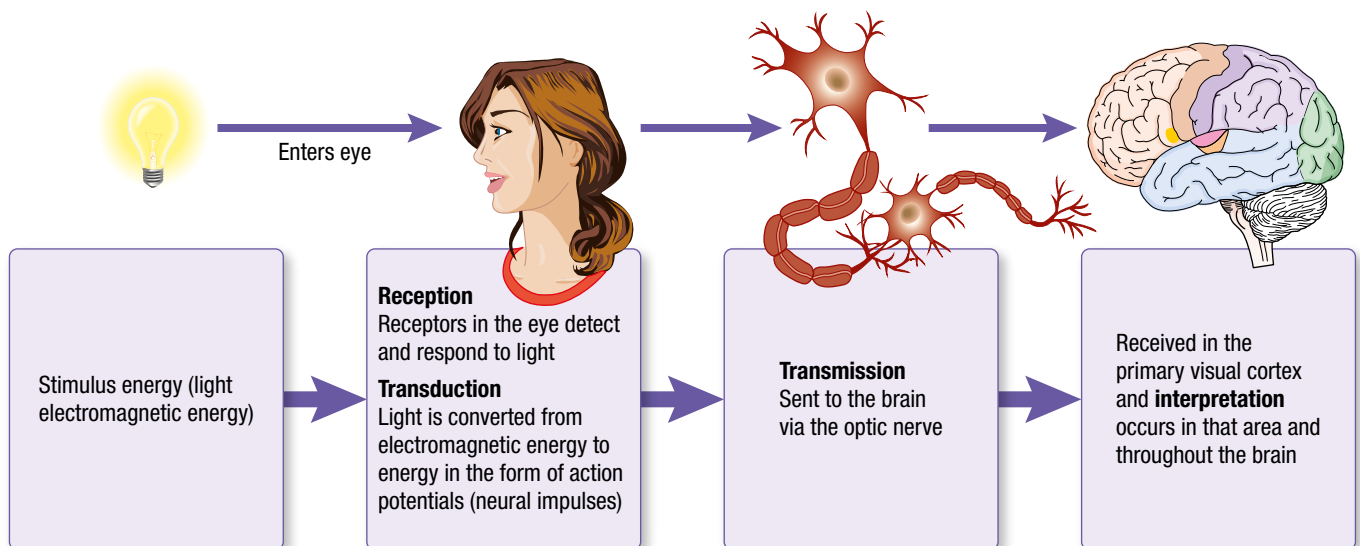 Enters eye
Stimulus energy (light
electromagnetic energy)
Reception
Receptors in the eye detect
and respond to light
Transduction
Light is converted from
electromagnetic energy to
energy in the form of action
potentials (neural impulses)
Transmission
Sent to the brain
via the optic nerve
Received in the
primary visual cortex
and interpretation
occurs in that area and
throughout the brain